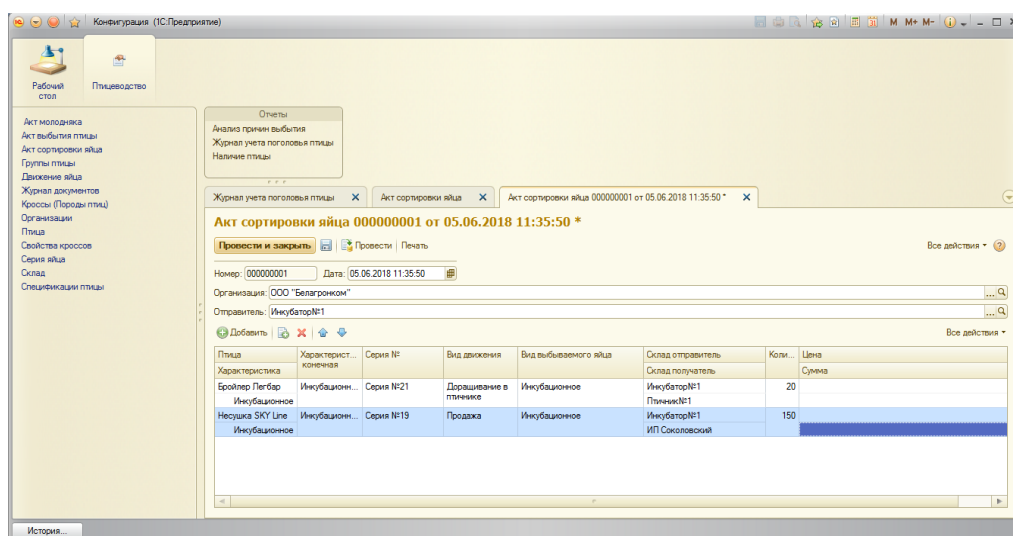 Конфигурация (1С:Предприятие)
M M+ M-
Рабочий
стол
Птицеводство
Акт молодняка
Акт выбытия птицы
Акт сортировки яйца
Группы птицы
Движение яйца
Журнал документов
Кроссы (Породы птиц)
Организации
Птица
Свойства кроссов
Серия яйца
Склад
Спецификации птицы
Отчеты
Анализ причин выбытия
Журнал учета поголовья птицы
Наличие птицы
Журнал учета поголовья птицы
Акт сортировки яйца
Акт сортировки яйца 000000001 от 05.06.2018 11:35:50 *
Акт сортировки яйца 000000001 от 05.06.2018 11:35:50 *
Провести и закрыть Провести Печать Все действия
Номер: 000000001 Дата: 05.06.2018 11:35:50
Организация: ООО "Белагронком"
Отправитель: Инкубатор№1
Добавить Все действия
Птица Характерист... конечная Серия № Вид движения Вид выбываемого яйца Склад отправитель Коли... Цена
Характеристика Склад получатель Сумма
Бройлер Легбар Инкубационн... Серия №21 Доращивание в птичнике Инкубационное Инкубатор№1 20
Инкубационное Птичник№1
Несушка SKY Line Инкубационн... Серия №19 Продажа Инкубационное Инкубатор№1 150
Инкубационное ИП Соколовский
История...